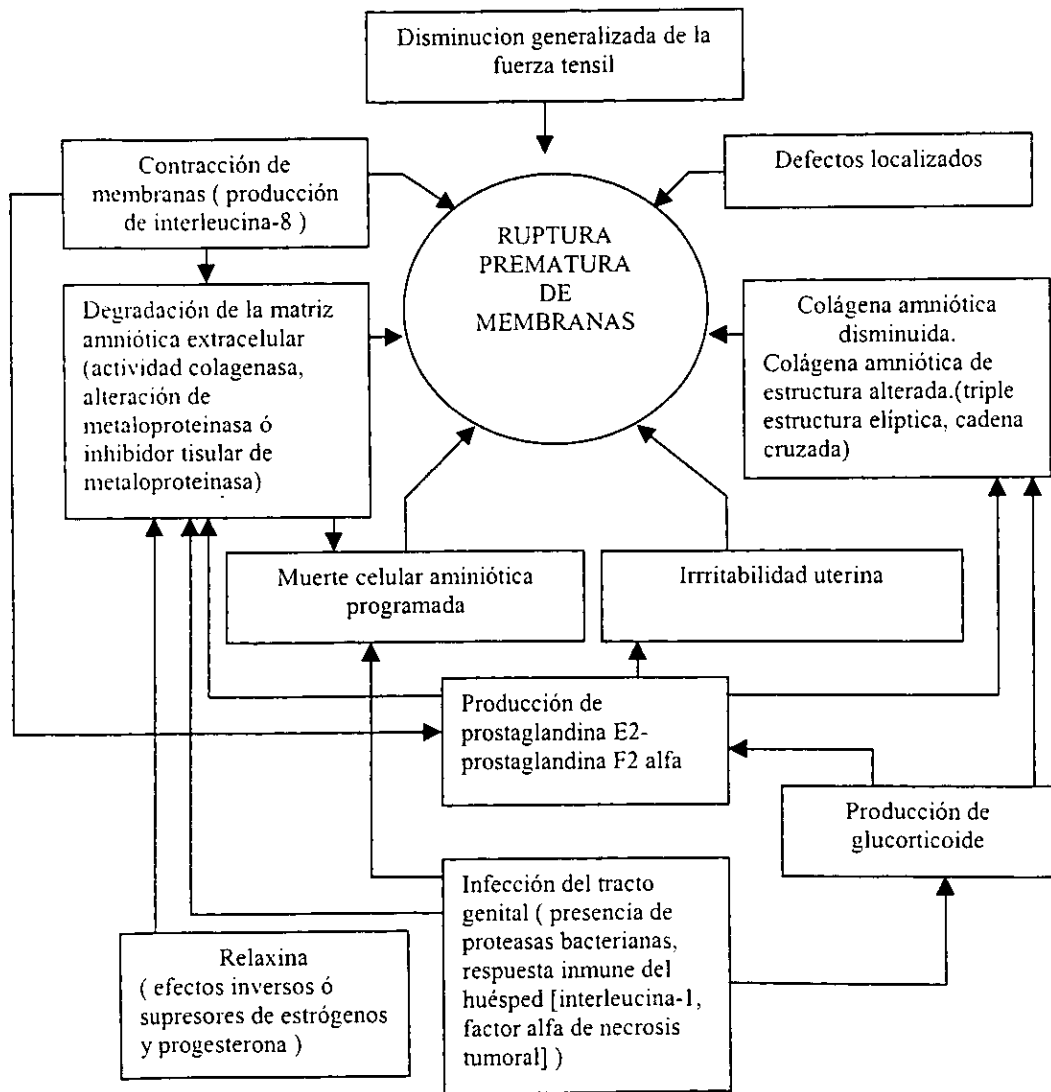 Disminucion generalizada de la
fuerza tensil
Contracción de
membranas ( producción
de interleucina-8 )
Defectos localizados
RUPTURA
PREMATURA
DE
MEMBRANAS
Degradación de la matriz
amniótica extracelular
(actividad colagenasa,
alteración de
metaloproteinasa ó
inhibidor tisular de
metaloproteinasa)
Colágena amniótica
disminuida.
Colágena amniótica de
estructura alterada.(triple
estructura elíptica, cadena
cruzada)
Muerte celular aminiótica
programada
Irrritabilidad uterina
Producción de
prostaglandina E2-
prostaglandina F2 alfa
Producción de
glucorticoide
Infección del tracto
genital ( presencia de
proteasas bacterianas,
respuesta inmune del
huésped [interleucina-1,
factor alfa de necrosis
tumoral] )
Relaxina
( efectos inversos ó
supresores de estrógenos
y progesterona )